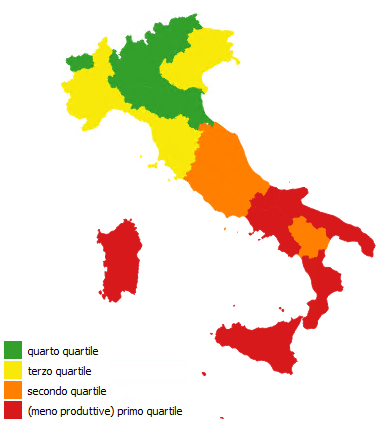 quarto quartile
terzo quartile
secondo quartile
(meno produttive) primo quartile